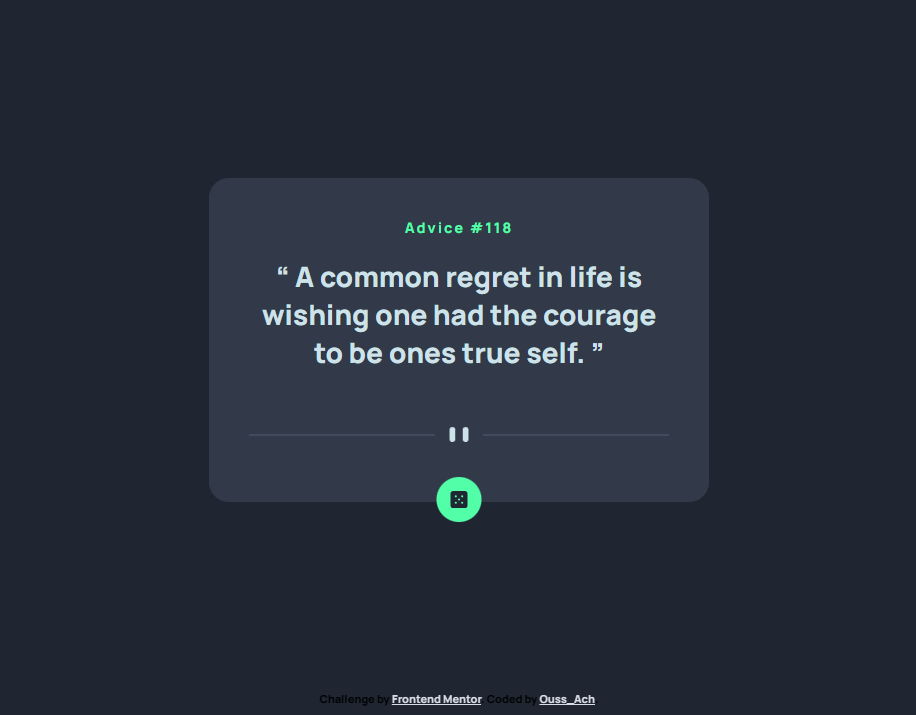 Advice #118
“ A common regret in life is
wishing one had the courage
to be ones true self. ”
Challenge by Frontend Mentor. Coded by Ouss_Ach